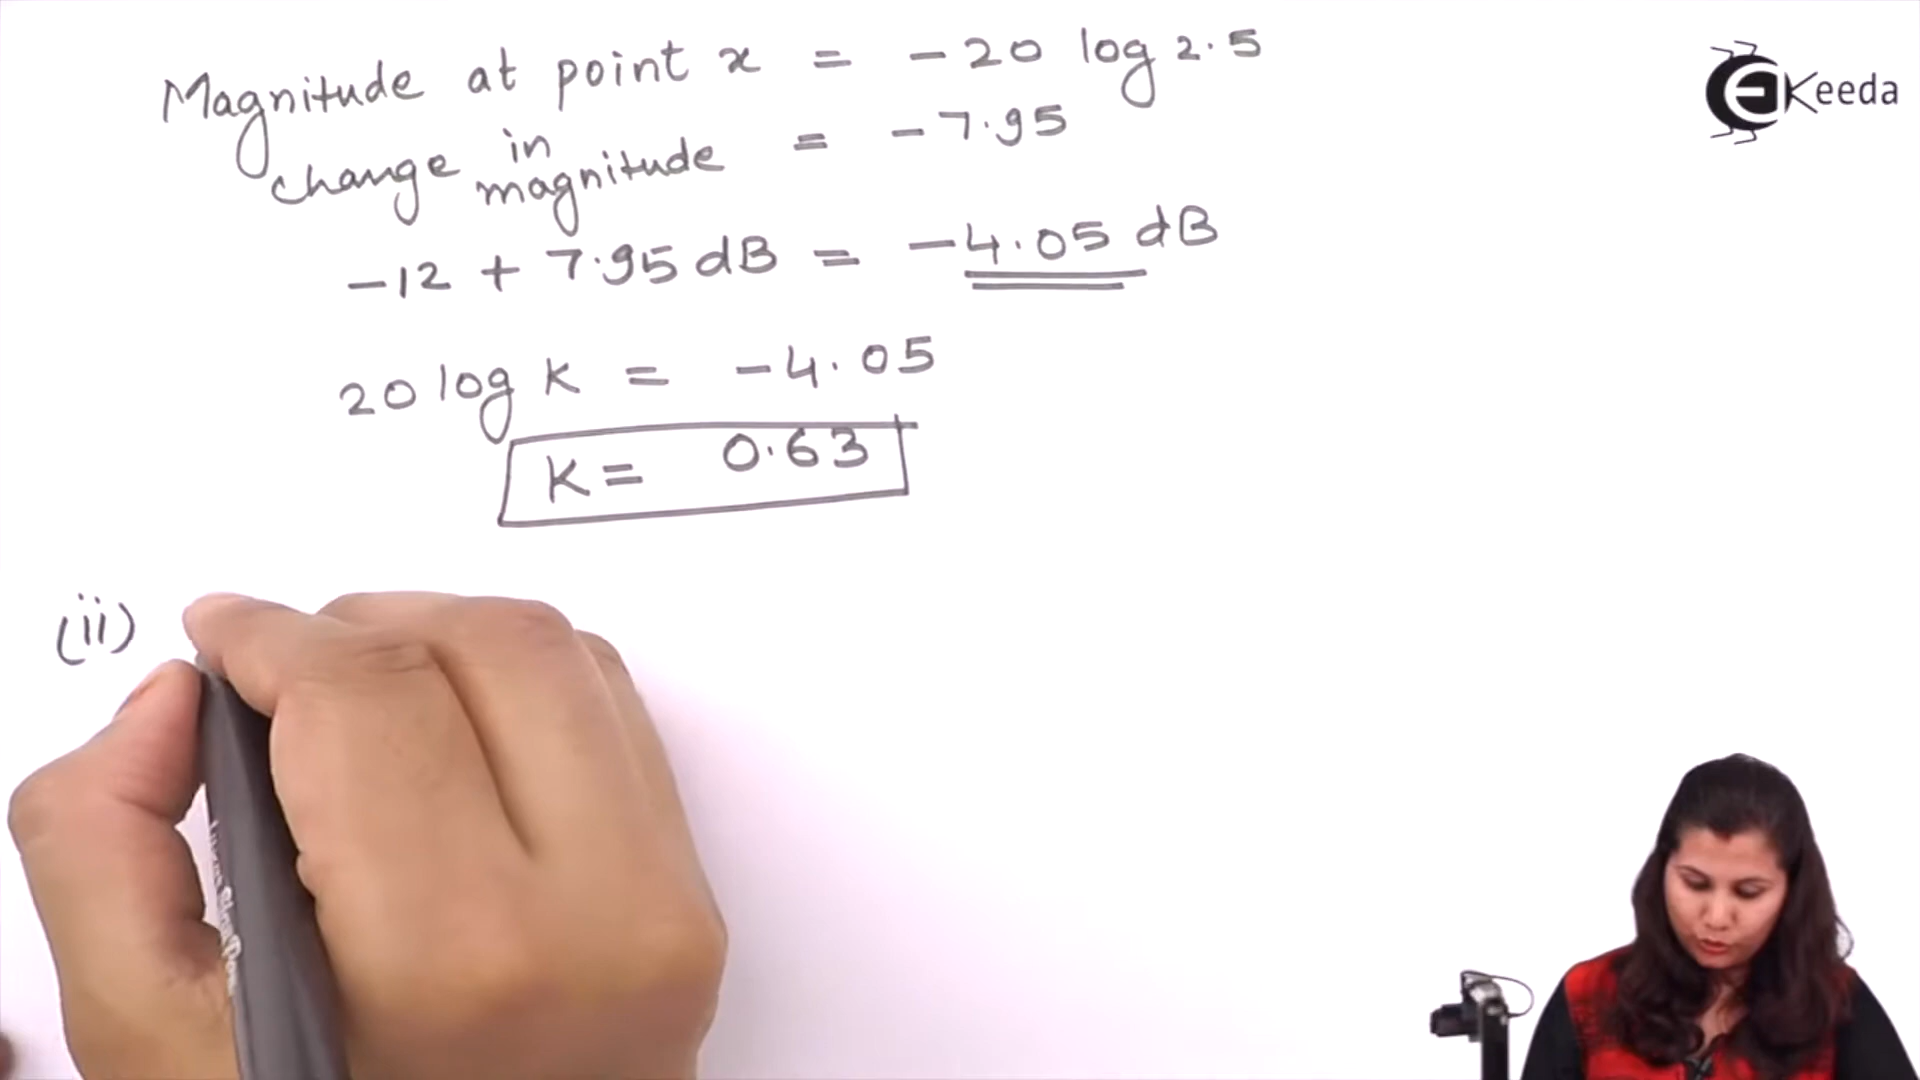 Magnitude at point x = -20 log 2.5
change in magnitude = -7.95
-12 + 7.95 dB = -4.05 dB
20 log K = -4.05
K = 0.63
(ii)
Keeda